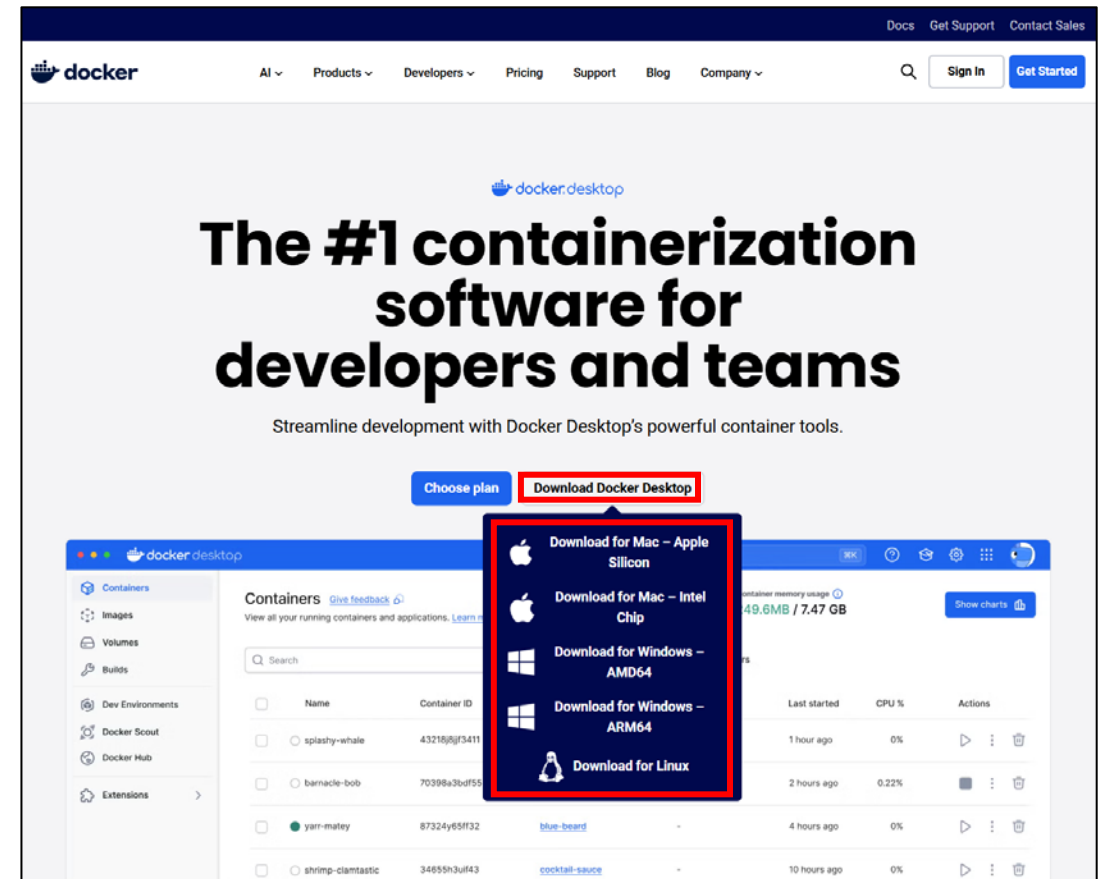 Docs Get Support Contact Sales
docker AI Products Developers Pricing Support Blog Company Sign In Get Started
docker.desktop
The #1 containerization
software for
developers and teams
Streamline development with Docker Desktop's powerful container tools.
Choose plan Download Docker Desktop
Download for Mac – Apple
Silicon
Download for Mac – Intel
Chip
Download for Windows –
AMD64
Download for Windows –
ARM64
Download for Linux
docker desktop
Containers
Images
Volumes
Builds
Dev Environments
Docker Scout
Docker Hub
Extensions
Containers Give feedback
View all your running containers and applications. Learn
container memory usage
49.6MB / 7.47 GB
Show charts
Search
Name Container ID Last started CPU % Actions
splashy-whale 1 hour ago 0%
barnacle-bob 2 hours ago 0.22%
yarr-matey 87324y65ff32 blue-beard - 4 hours ago 0%
shrimp-clamtastic 34655h3uif43 cocktail-sauce - 10 hours ago 0%